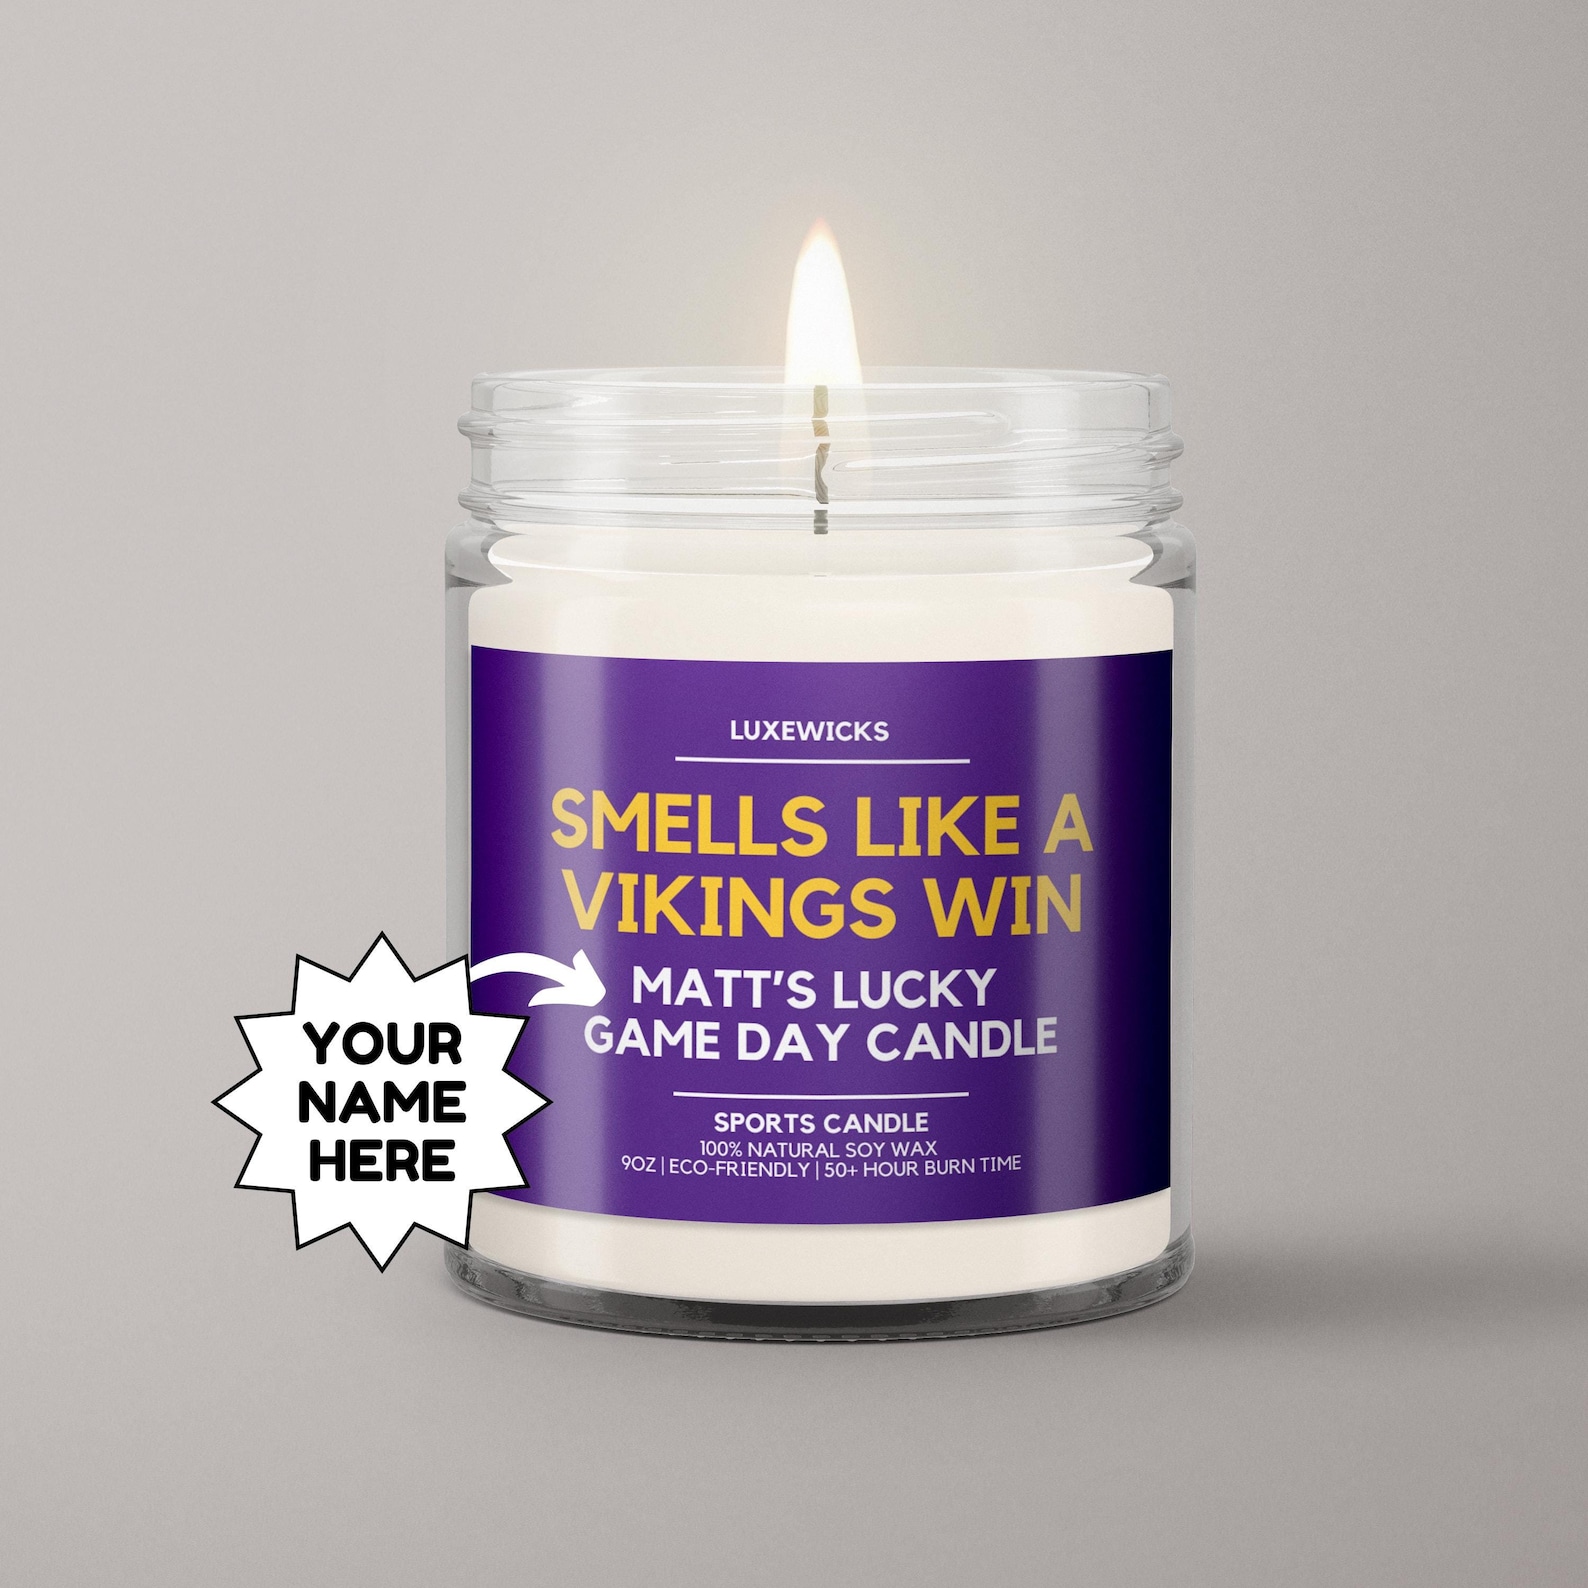 LUXEWICKS
SMELLS LIKE A
VIKINGS WIN
MATT'S LUCKY
GAME DAY CANDLE
SPORTS CANDLE
100% NATURAL SOY WAX
9OZ | ECO-FRIENDLY | 50+ HOUR BURN TIME
YOUR
NAME
HERE